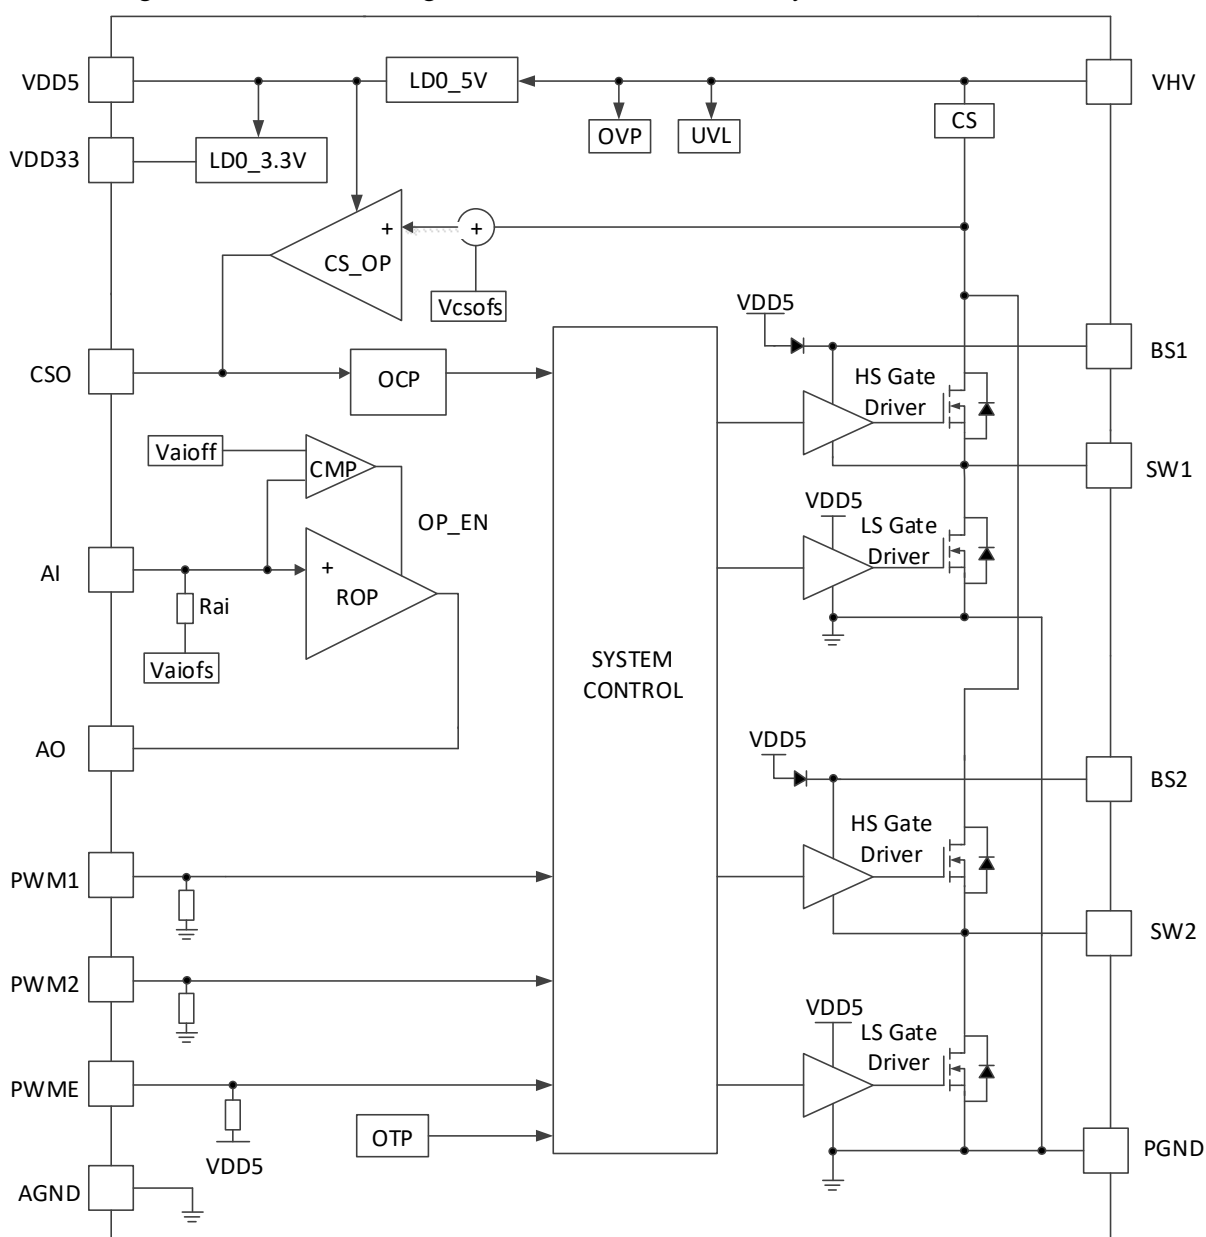 VDD5
LD0_5V
VHV
OVP
UVL
CS
VDD33
LD0_3.3V
+
+
CS_OP
Vcsofs
VDD5
BS1
CSO
OCP
HS Gate
Driver
Vaioff
CMP
SW1
VDD5
OP_EN
LS Gate
Driver
AI
+
ROP
Rai
Vaiofs
SYSTEM
CONTROL
AO
VDD5
BS2
HS Gate
Driver
PWM1
SW2
PWM2
VDD5
LS Gate
Driver
PWME
OTP
VDD5
PGND
AGND